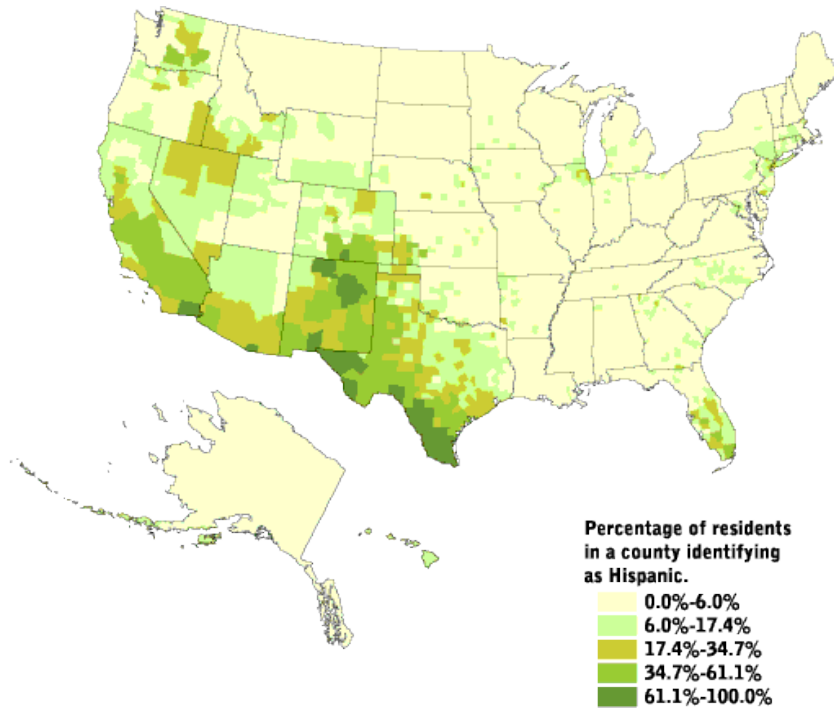 Percentage of residents
in a county identifying
as Hispanic.
0.0%-6.0%
6.0%-17.4%
17.4%-34.7%
34.7%-61.1%
61.1%-100.0%